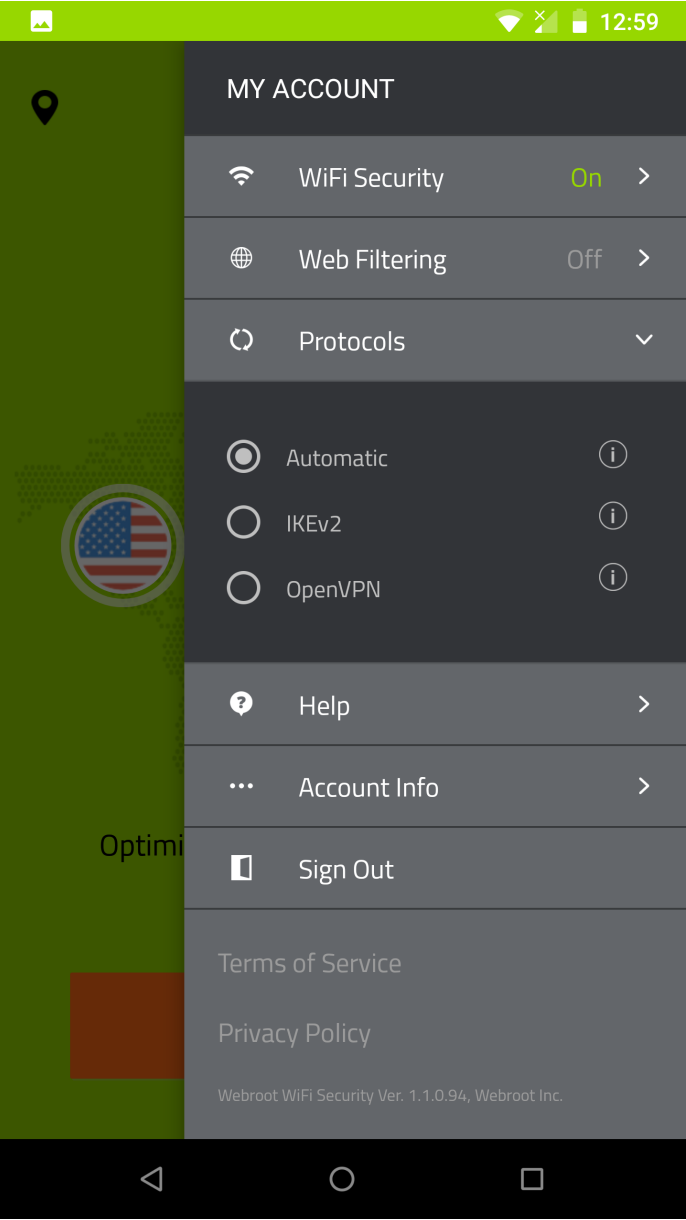 12:59
MY ACCOUNT
WiFi Security On
Web Filtering Off
Protocols
Automatic
IKEv2
OpenVPN
Help
Account Info
Optimi
Sign Out
Terms of Service
Privacy Policy
Webroot WiFi Security Ver. 1.1.0.94, Webroot Inc.